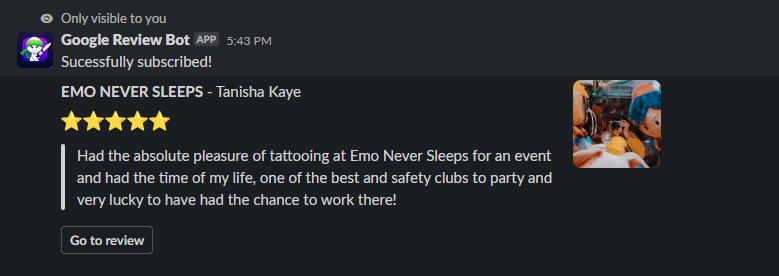 Only visible to you
Google Review Bot APP 5:43 PM
Sucessfully subscribed!
EMO NEVER SLEEPS - Tanisha Kaye
Had the absolute pleasure of tattooing at Emo Never Sleeps for an event
and had the time of my life, one of the best and safety clubs to party and
very lucky to have had the chance to work there!
Go to review